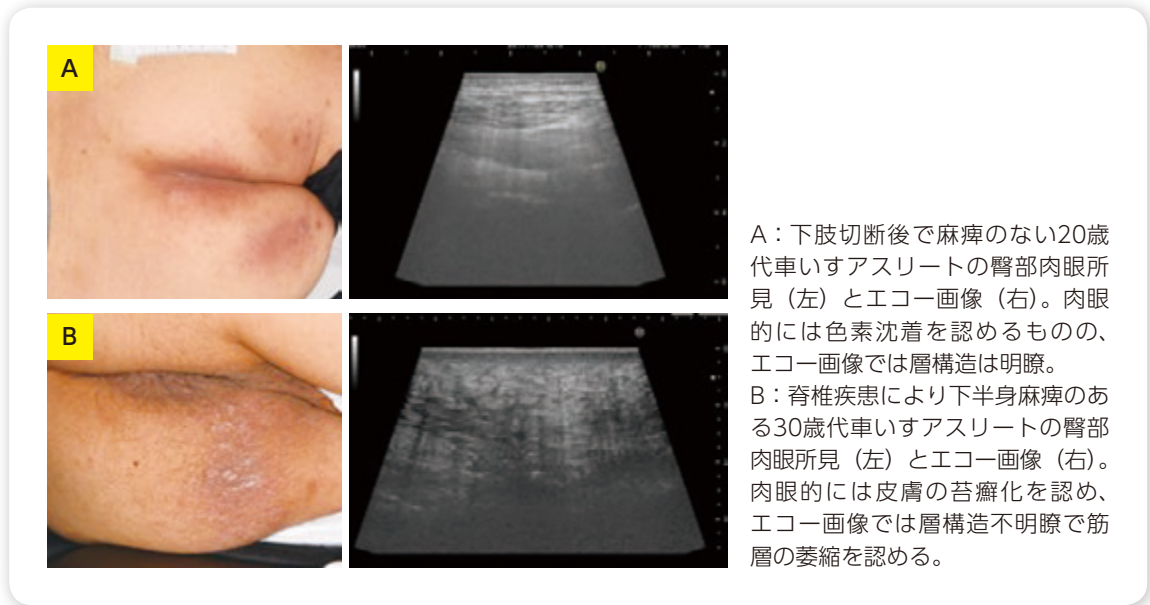 A
B
A：下肢切断後で麻痺のない20歳
代車いすアスリートの臀部肉眼所
見（左）とエコー画像（右）。肉眼
的には色素沈着を認めるものの、
エコー画像では層構造は明瞭。
B：脊椎疾患により下半身麻痺のあ
る30歳代車いすアスリートの臀部
肉眼所見（左）とエコー画像（右）。
肉眼的には皮膚の苔癬化を認め、
エコー画像では層構造不明瞭で筋
層の萎縮を認める。